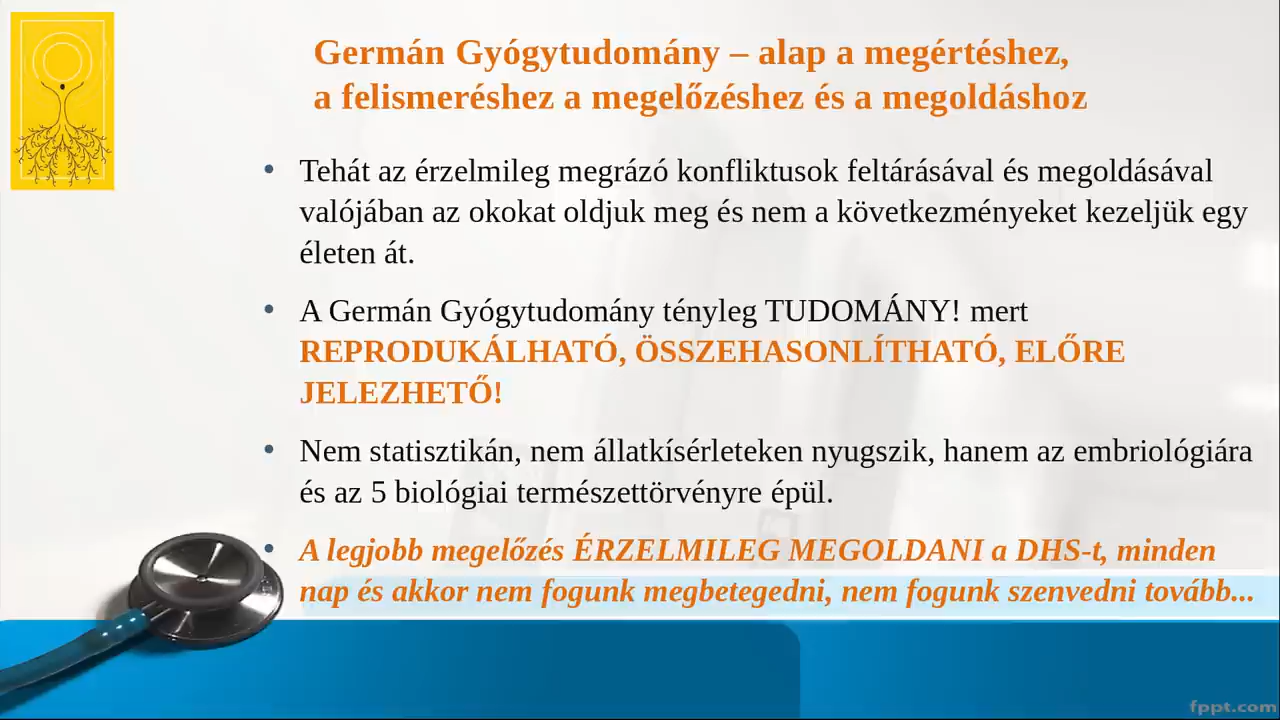 Germán Gyógytudomány – alap a megértéshez,
a felismeréshez a megelőzéshez és a megoldáshoz
• Tehát az érzelmileg megrázó konfliktusok feltárásával és megoldásával
valójában az okokat oldjuk meg és nem a következményeket kezeljük egy
életen át.
• A Germán Gyógytudomány tényleg TUDOMÁNY! mert
REPRODUKÁLHATÓ, ÖSSZEHASONLÍTHATÓ, ELŐRE
JELEZHETŐ!
• Nem statisztikán, nem állatkísérleteken nyugszik, hanem az embriológiára
és az 5 biológiai természettörvényre épül.
• A legjobb megelőzés ÉRZELMILEG MEGOLDANI a DHS-t, minden
nap és akkor nem fogunk megbetegedni, nem fogunk szenvedni tovább...
fppt.com